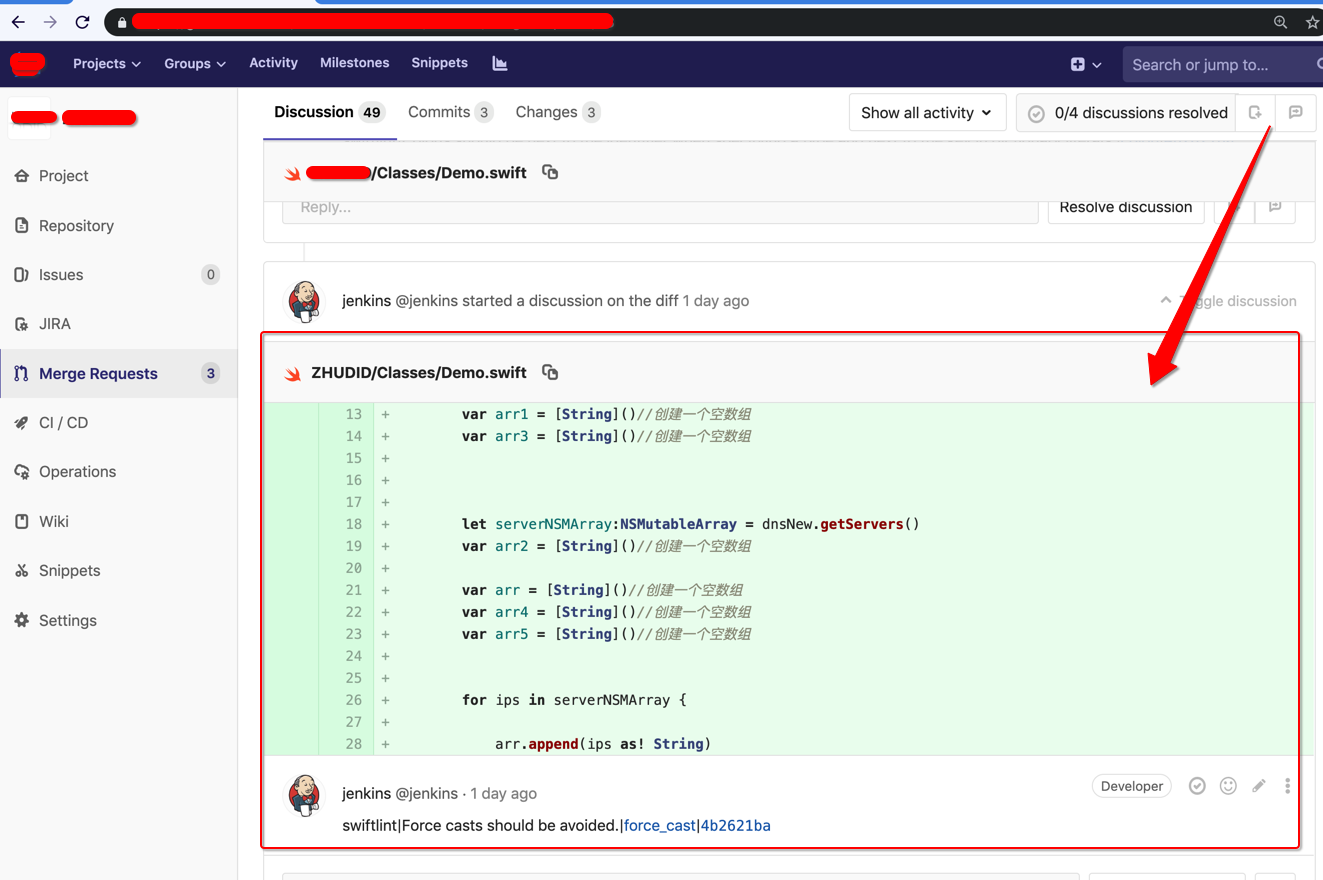 Projects Groups Activity Milestones Snippets Search or jump to...
Discussion 49 Commits 3 Changes 3 Show all activity 0/4 discussions resolved
/Classes/Demo.swift
Reply... Resolve discussion
Project
Repository
Issues 0
JIRA
Merge Requests 3
CI / CD
Operations
Wiki
Snippets
Settings
jenkins @jenkins started a discussion on the diff 1 day ago discussion
ZHUDID/Classes/Demo.swift
13 + var arr1 = [String]()//创建一个空数组
14 + var arr3 = [String]()//创建一个空数组
15 +
16 +
17 +
18 + let serverNSMArray:NSMutableArray = dnsNew.getServers()
19 + var arr2 = [String]()//创建一个空数组
20 +
21 + var arr = [String]()//创建一个空数组
22 + var arr4 = [String]()//创建一个空数组
23 + var arr5 = [String]()//创建一个空数组
24 +
25 +
26 + for ips in serverNSMArray {
27 +
28 + arr.append(ips as! String)
jenkins @jenkins · 1 day ago Developer
swiftlint|Force casts should be avoided.|force_cast|4b2621ba